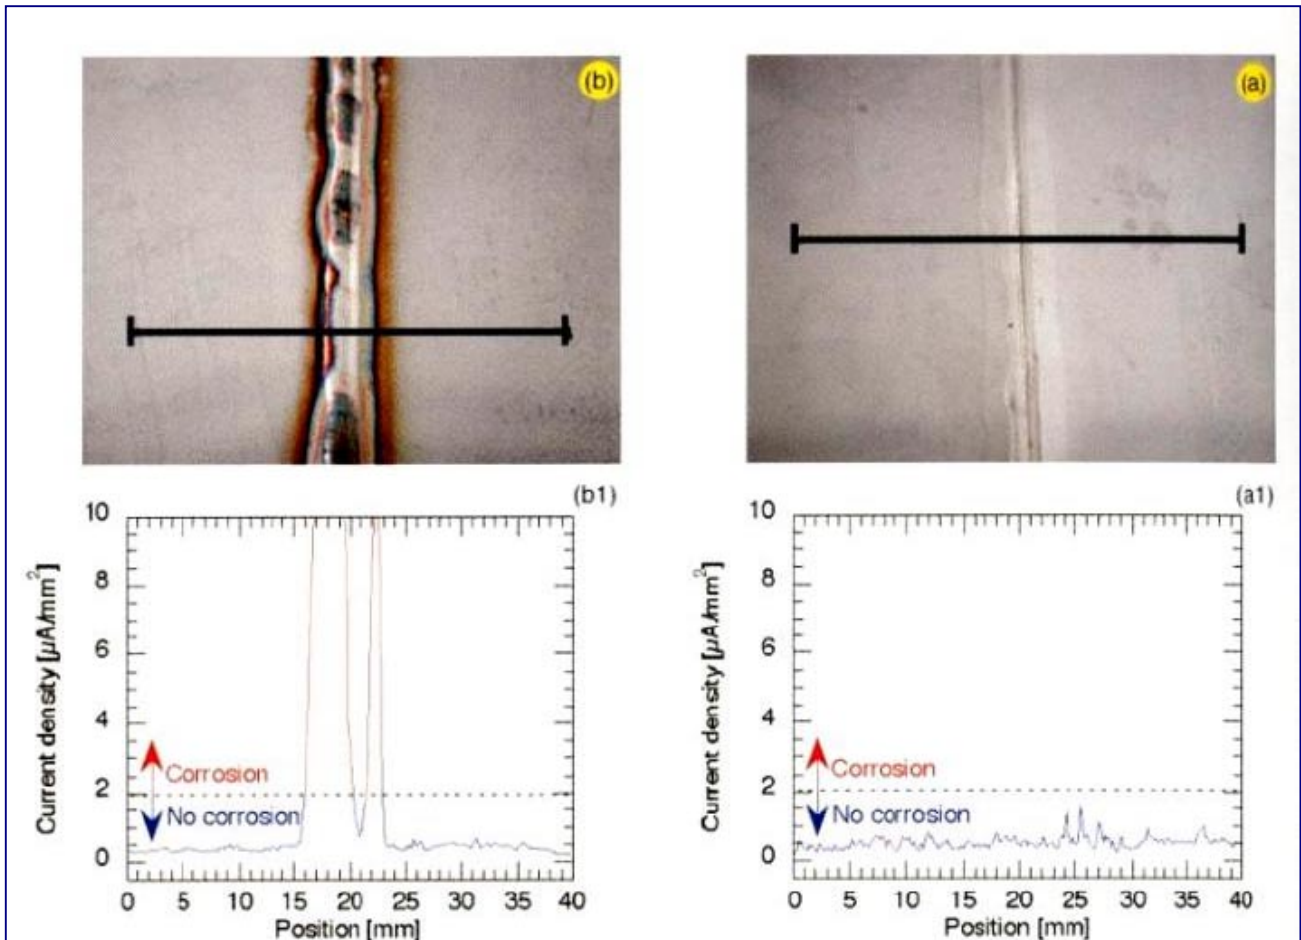 (b)
(a)
(b1)
10
8
6
4
2
0
Current density [µA/mm²]
Corrosion
No corrosion
0 5 10 15 20 25 30 35 40
Position [mm]
(a1)
10
8
6
4
2
0
Current density [µA/mm²]
Corrosion
No corrosion
0 5 10 15 20 25 30 35 40
Position [mm]